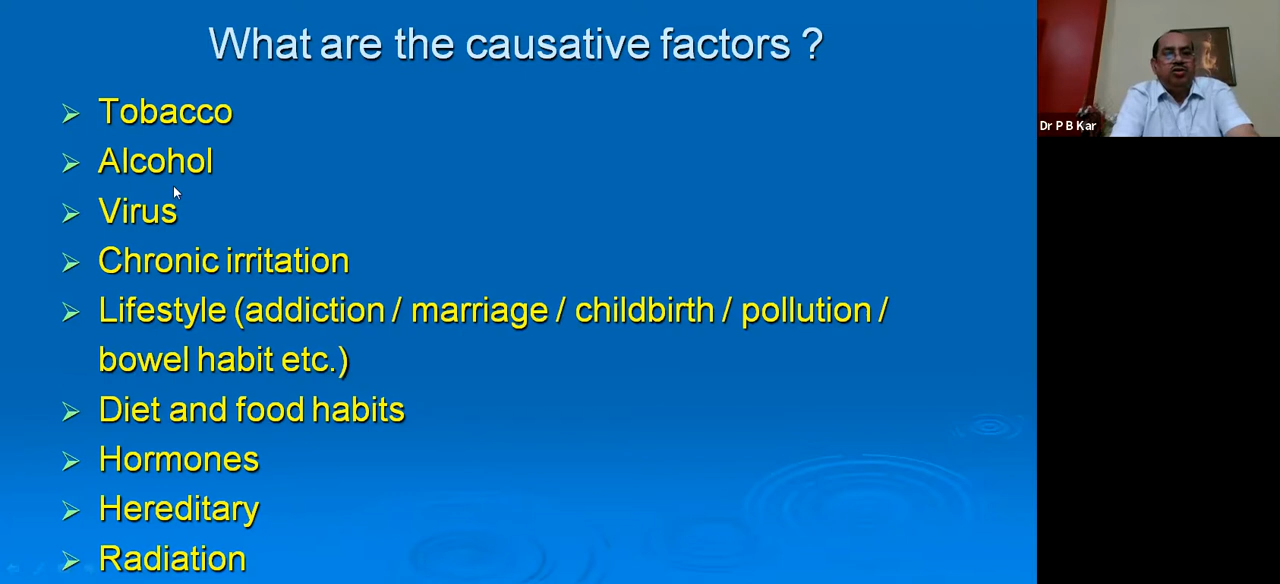 What are the causative factors ?
Tobacco
Alcohol
Virus
Chronic irritation
Lifestyle (addiction / marriage / childbirth / pollution /
bowel habit etc.)
Diet and food habits
Hormones
Hereditary
Radiation
Dr P B Kar